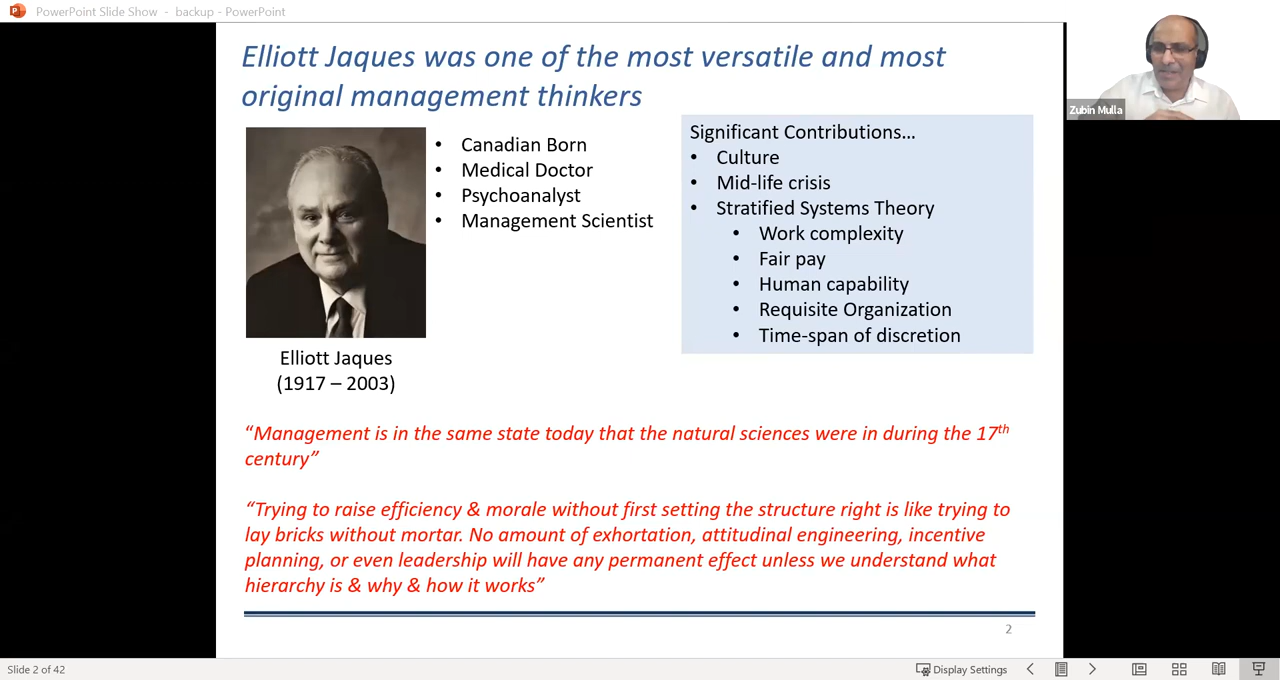 PowerPoint Slide Show - backup - PowerPoint
Elliott Jaques was one of the most versatile and most
original management thinkers
• Canadian Born
• Medical Doctor
• Psychoanalyst
• Management Scientist
Elliott Jaques
(1917 – 2003)
Significant Contributions...
• Culture
• Mid-life crisis
• Stratified Systems Theory
• Work complexity
• Fair pay
• Human capability
• Requisite Organization
• Time-span of discretion
Zubin Mulla
“Management is in the same state today that the natural sciences were in during the 17th
century”
“Trying to raise efficiency & morale without first setting the structure right is like trying to
lay bricks without mortar. No amount of exhortation, attitudinal engineering, incentive
planning, or even leadership will have any permanent effect unless we understand what
hierarchy is & why & how it works”
2
Slide 2 of 42
Display Settings